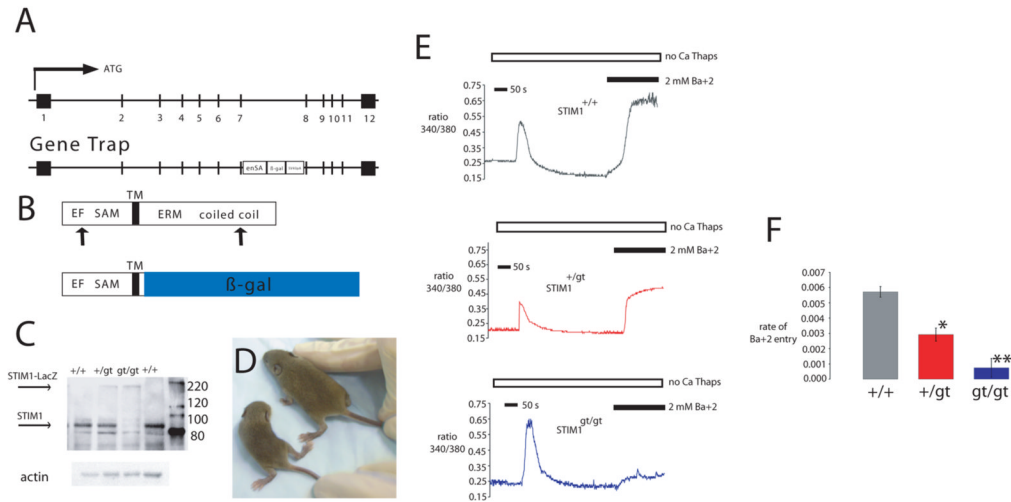 A
ATG
1 2 3 4 5 6 7 8 9 10 11 12
Gene Trap
enSA ß-gal
B
TM
EF SAM ERM coiled coil
TM
EF SAM ß-gal
C
+/+ +/gt gt/gt +/+
STIM1-LacZ
STIM1
220
120
100
80
actin
D
E
no Ca Thaps
2 mM Ba+2
50 s
STIM1+/+
ratio
340/380
0.75
0.65
0.55
0.45
0.35
0.25
0.15
no Ca Thaps
2 mM Ba+2
50 s
STIM1+/gt
ratio
340/380
0.75
0.65
0.55
0.45
0.35
0.25
0.15
no Ca Thaps
2 mM Ba+2
50 s
STIM1gt/gt
ratio
340/380
0.75
0.65
0.55
0.45
0.35
0.25
0.15
F
rate of
Ba+2 entry
0.007
0.006
0.005
0.004
0.003
0.002
0.001
0.000
*
**
+/+ +/gt gt/gt